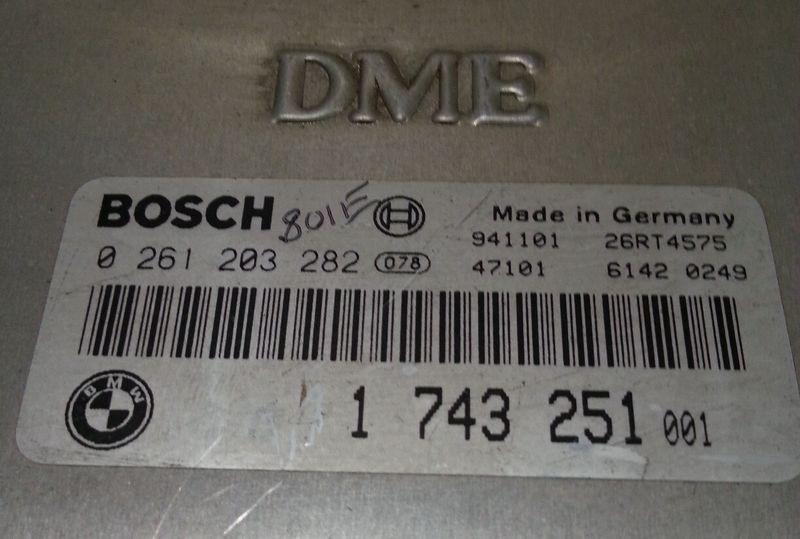 DME
BOSCH 801E Made in Germany
941101 26RT4575
0 261 203 282 078 47101 6142 0249
BMW 1 743 251 001